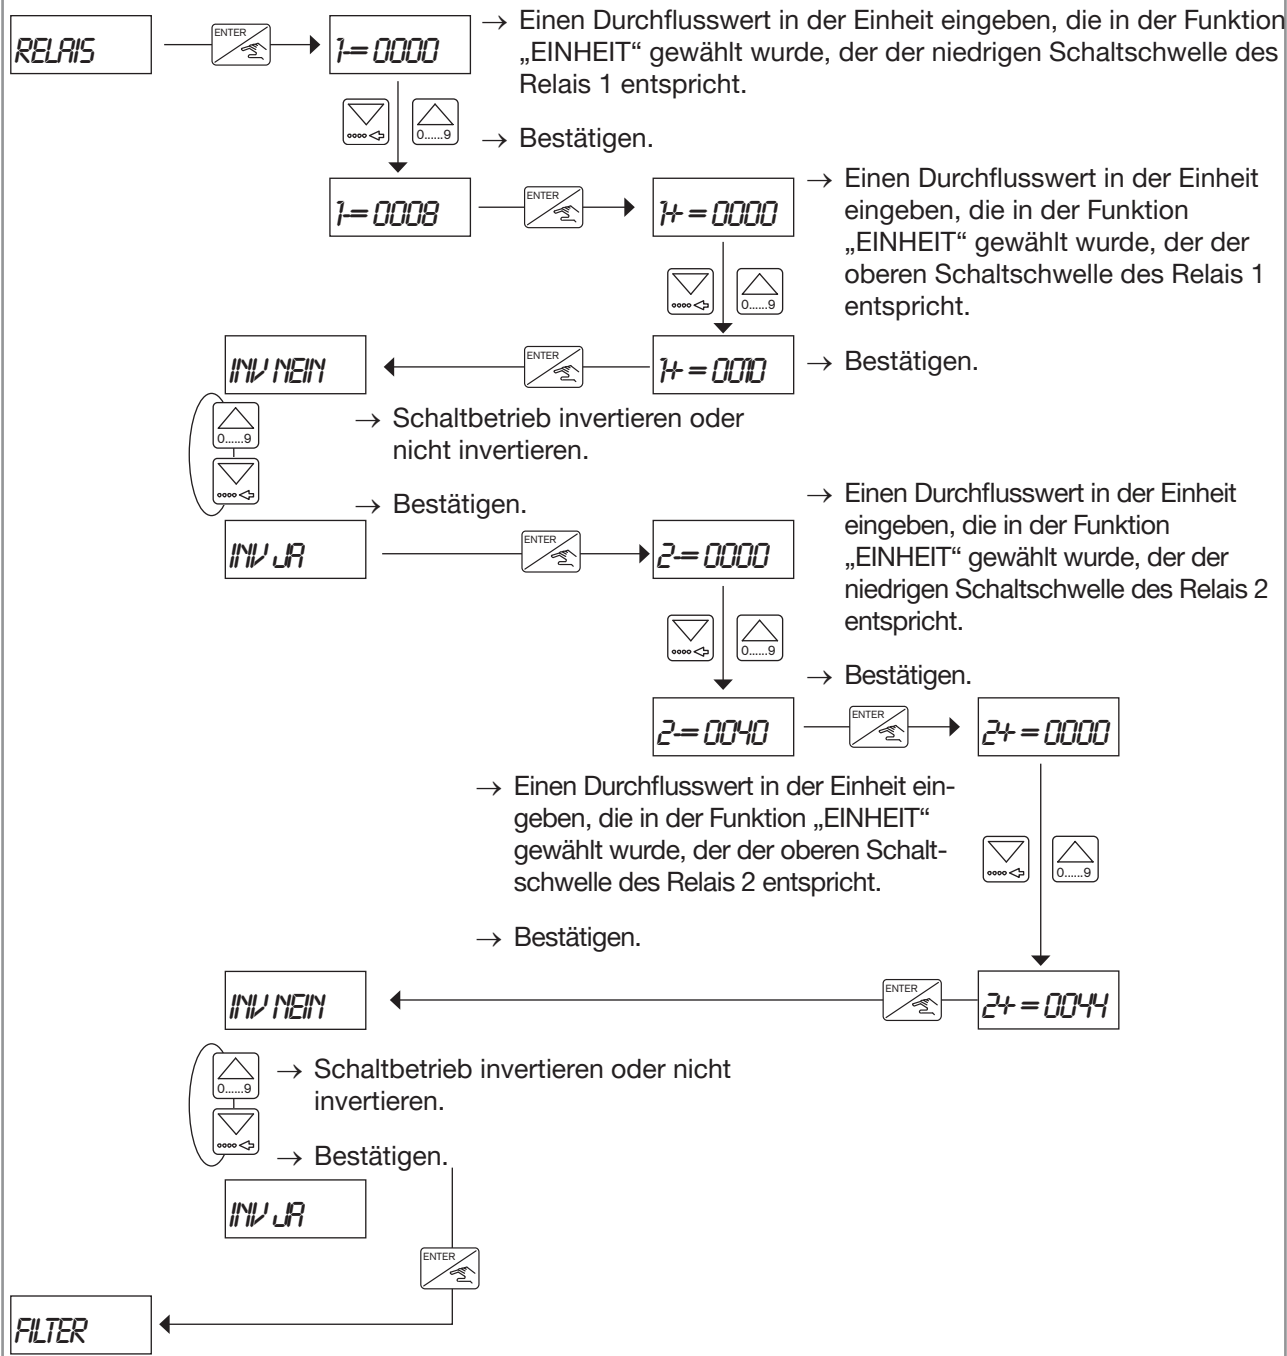 RELAIS
ENTER
1-= 0000
→ Einen Durchflusswert in der Einheit eingeben, die in der Funktion
„EINHEIT“ gewählt wurde, der der niedrigen Schaltschwelle des
Relais 1 entspricht.
0......9
→ Bestätigen.
1-= 0008
ENTER
1+ = 0000
→ Einen Durchflusswert in der Einheit
eingeben, die in der Funktion
„EINHEIT“ gewählt wurde, der der
oberen Schaltschwelle des Relais 1
entspricht.
0......9
INV NEIN
ENTER
1+ = 0010
→ Bestätigen.
0......9
→ Schaltbetrieb invertieren oder
nicht invertieren.
→ Bestätigen.
INV JA
ENTER
2-= 0000
→ Einen Durchflusswert in der Einheit
eingeben, die in der Funktion
„EINHEIT“ gewählt wurde, der der
niedrigen Schaltschwelle des Relais 2
entspricht.
0......9
→ Bestätigen.
2-= 0040
ENTER
2+ = 0000
→ Einen Durchflusswert in der Einheit ein-
geben, die in der Funktion „EINHEIT“
gewählt wurde, der der oberen Schalt-
schwelle des Relais 2 entspricht.
0......9
→ Bestätigen.
INV NEIN
ENTER
2+ = 0044
0......9
→ Schaltbetrieb invertieren oder nicht
invertieren.
→ Bestätigen.
INV JA
ENTER
FILTER